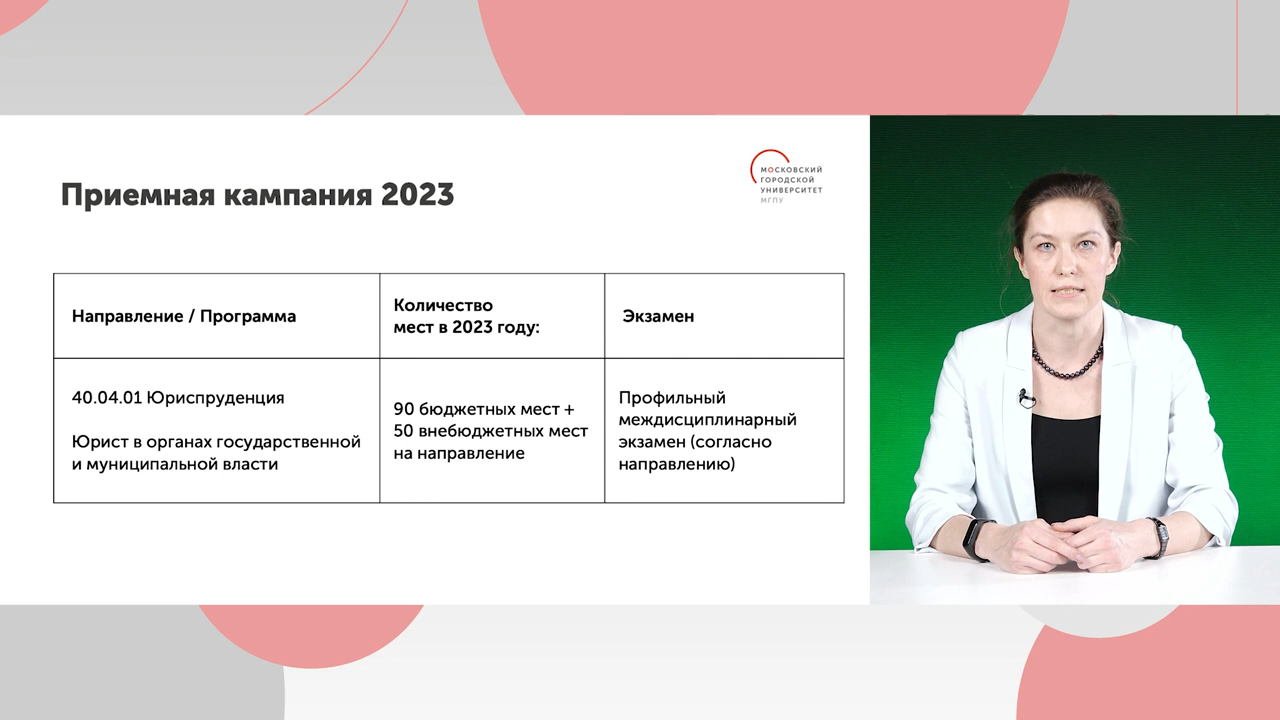 МОСКОВСКИЙ
ГОРОДСКОЙ
УНИВЕРСИТЕТ
МГПУ
Приемная кампания 2023
Направление / Программа
Количество
мест в 2023 году:
Экзамен
40.04.01 Юриспруденция
Юрист в органах государственной
и муниципальной власти
90 бюджетных мест +
50 внебюджетных мест
на направление
Профильный
междисциплинарный
экзамен (согласно
направлению)